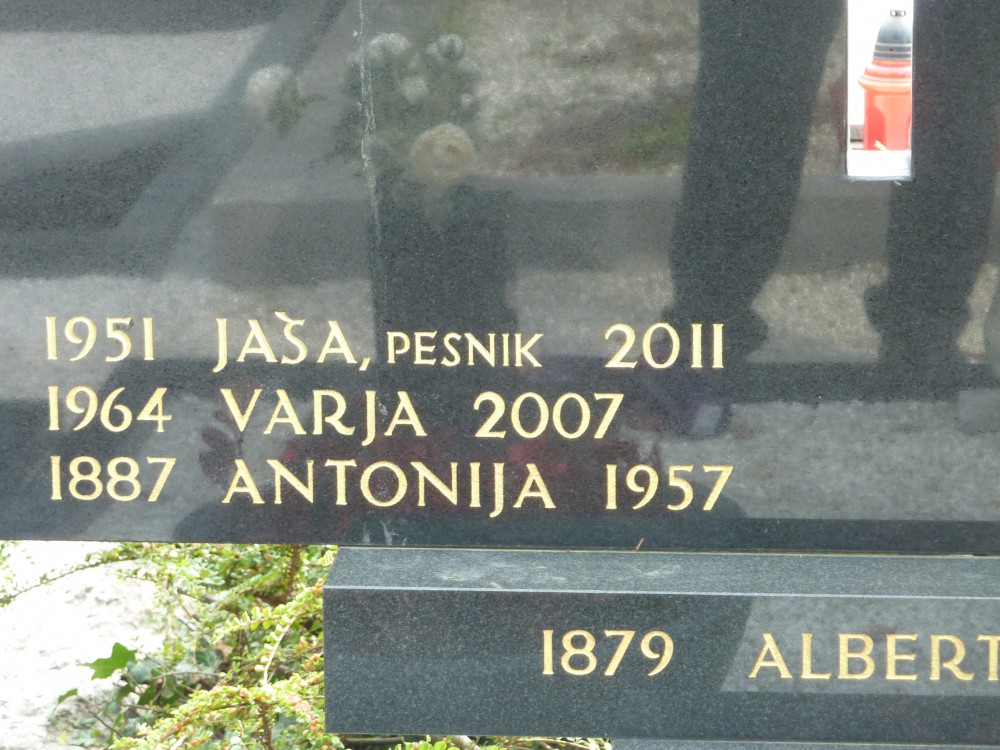 1951 JAŠA, PESNIK 2011
1964 VARJA 2007
1887 ANTONIJA 1957
1879 ALBERT